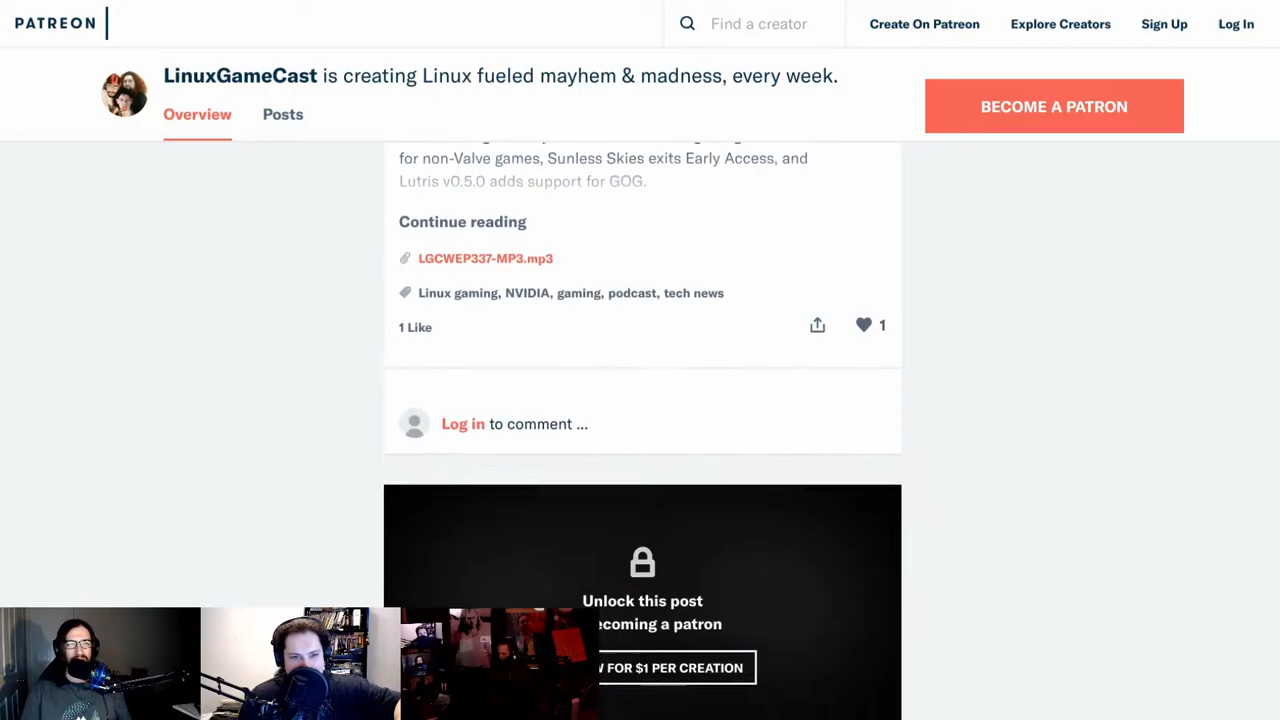 PATREON
Find a creator
Create On Patreon
Explore Creators
Sign Up
Log In
LinuxGameCast is creating Linux fueled mayhem & madness, every week.
Overview
Posts
BECOME A PATRON
for non-Valve games, Sunless Skies exits Early Access, and
Lutris v0.5.0 adds support for GOG.
Continue reading
LGCWEP337-MP3.mp3
Linux gaming, NVIDIA, gaming, podcast, tech news
1 Like
1
Log in to comment ...
Unlock this post
becoming a patron
FOR $1 PER CREATION